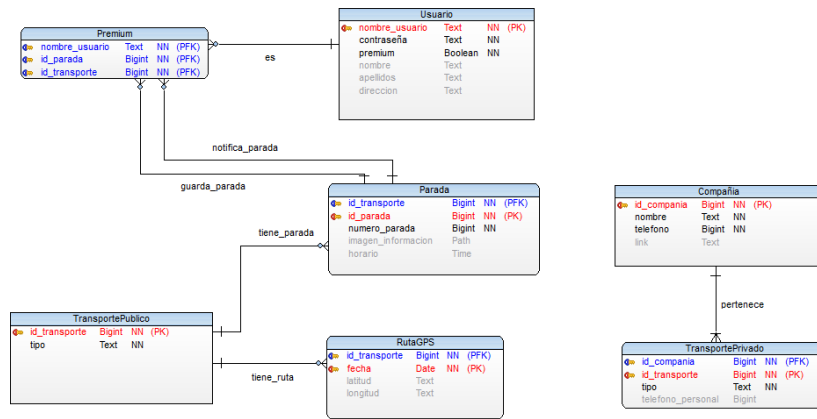 Usuario
nombre_usuario Text NN (PK)
contraseña Text NN
premium Boolean NN
nombre Text
apellidos Text
direccion Text
Premium
nombre_usuario Text NN (PFK)
id_parada Bigint NN (PFK)
id_transporte Bigint NN (PFK)
es
notifica_parada
guarda_parada
Parada
id_transporte Bigint NN (PFK)
id_parada Bigint NN (PK)
numero_parada Bigint NN
imagen_informacion Path
horario Time
Compañia
id_compania Bigint NN (PK)
nombre Text NN
telefono Bigint NN
link Text
tiene_parada
pertenece
TransportePublico
id_transporte Bigint NN (PK)
tipo Text NN
tiene_ruta
RutaGPS
id_transporte Bigint NN (PFK)
fecha Date NN (PK)
latitud Text
longitud Text
TransportePrivado
id_compania Bigint NN (PFK)
id_transporte Bigint NN (PK)
tipo Text NN
telefono_personal Bigint